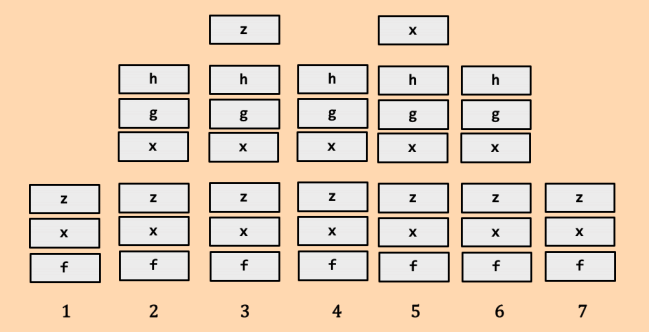 z x
h h h h h
g g g g g
x x x x x
z z z z z z z
x x x x x x x
f f f f f f f
1 2 3 4 5 6 7